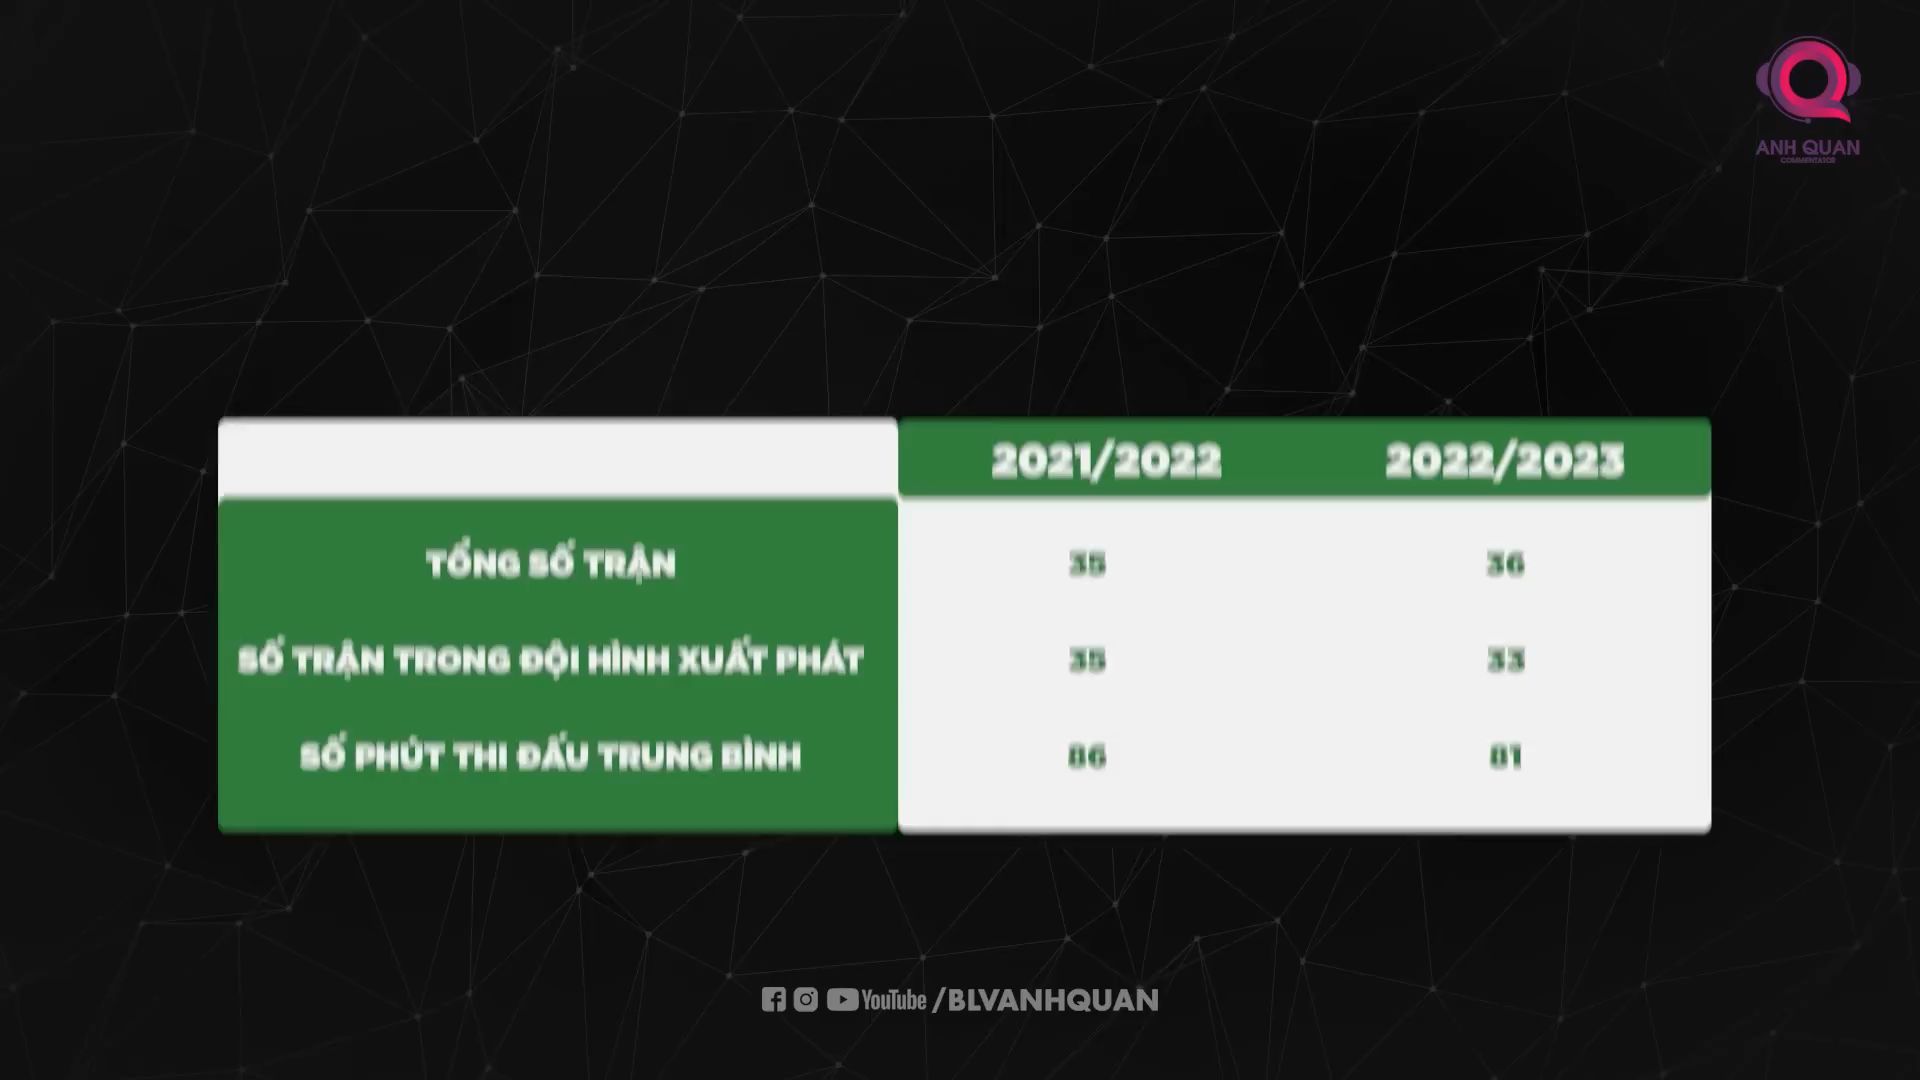 ANH QUAN
COMMENTATOR
2021/2022 2022/2023
TỔNG SỐ TRẬN 35 36
SỐ TRẬN TRONG ĐỘI HÌNH XUẤT PHÁT 35 33
SỐ PHÚT THI ĐẤU TRUNG BÌNH 86 81
YouTube /BLVANHQUAN